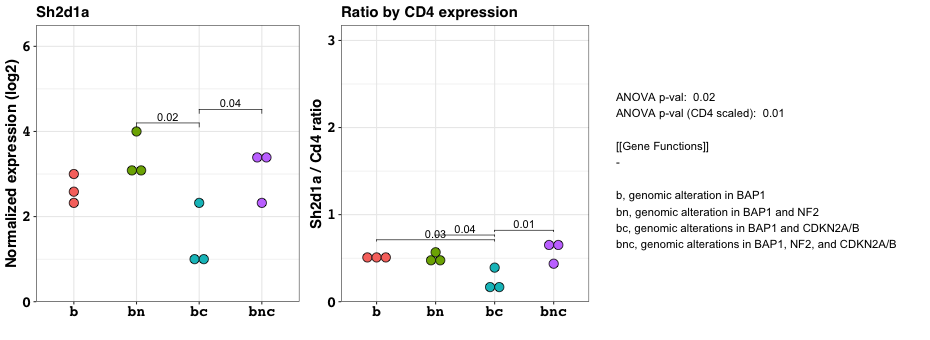 Sh2d1a
Normalized expression (log2)
6
4
2
0
0.02
0.04
b
bn
bc
bnc
Ratio by CD4 expression
Sh2d1a / Cd4 ratio
3
2
1
0
0.03
0.04
0.01
b
bn
bc
bnc
ANOVA p-val:  0.02
ANOVA p-val (CD4 scaled):  0.01
[[Gene Functions]]
-
b, genomic alteration in BAP1
bn, genomic alteration in BAP1 and NF2
bc, genomic alterations in BAP1 and CDKN2A/B
bnc, genomic alterations in BAP1, NF2, and CDKN2A/B